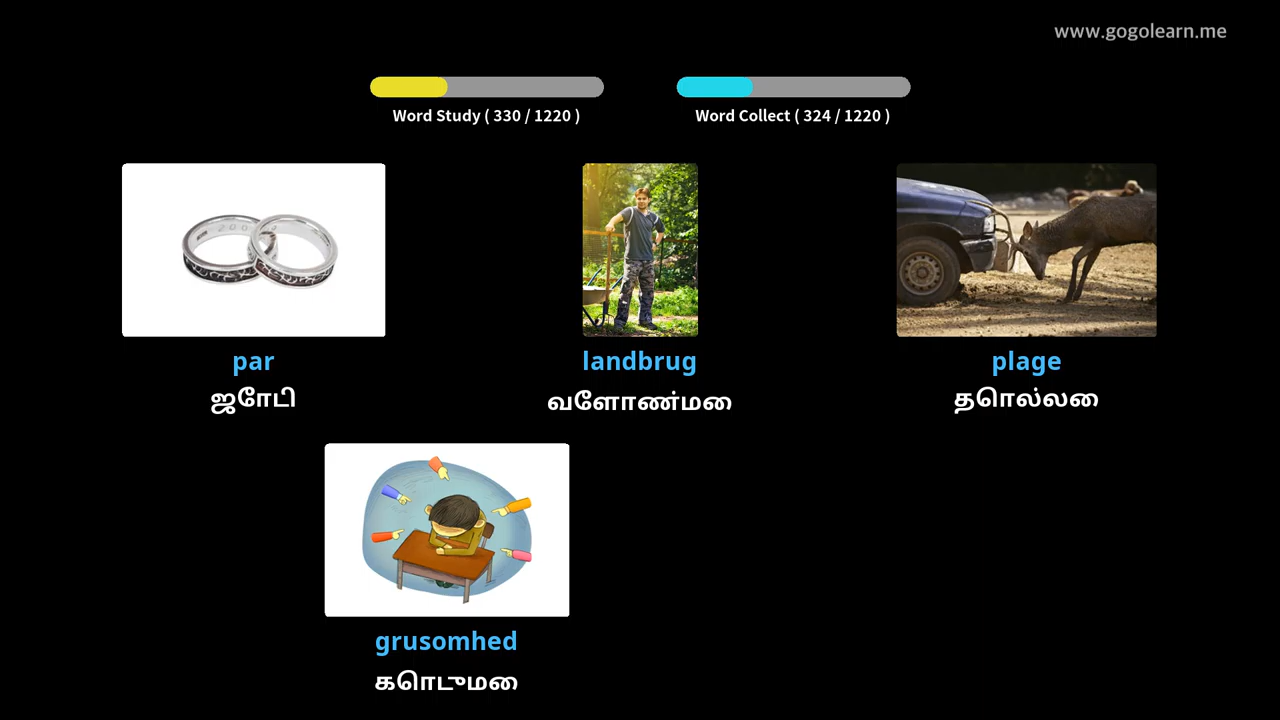 www.gogolearn.me
Word Study ( 330 / 1220 )
Word Collect ( 324 / 1220 )
par
landbrug
plage
ஜோடி
வேளாண்மை
தொல்லை
grusomhed
கொடுமை